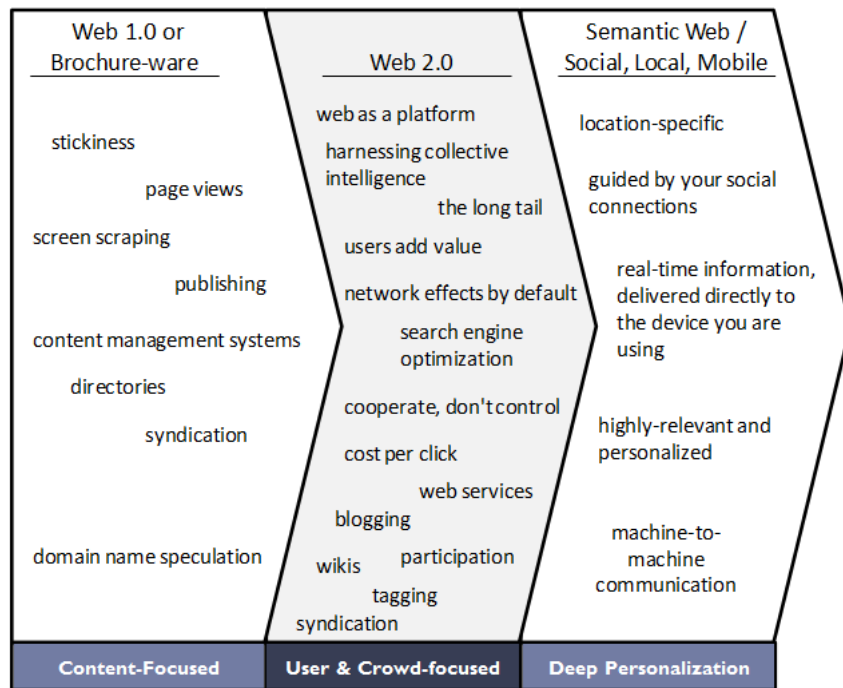 Web 1.0 or
Brochure-ware
stickiness
page views
screen scraping
publishing
content management systems
directories
syndication
domain name speculation
Content-Focused
Web 2.0
web as a platform
harnessing collective
intelligence
the long tail
users add value
network effects by default
search engine
optimization
cooperate, don't control
cost per click
web services
blogging
participation
wikis
tagging
syndication
User & Crowd-focused
Semantic Web /
Social, Local, Mobile
location-specific
guided by your social
connections
real-time information,
delivered directly to
the device you are
using
highly-relevant and
personalized
machine-to-
machine
communication
Deep Personalization